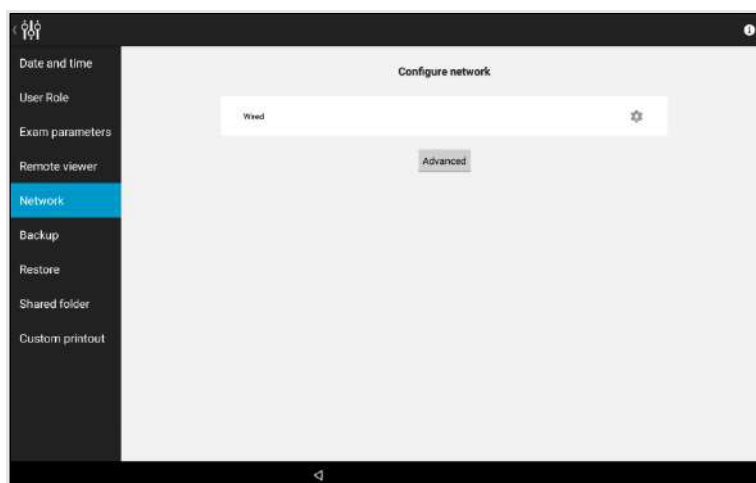 Date and time
Configure network
User Role
Wired
Exam parameters
Advanced
Remote viewer
Network
Backup
Restore
Shared folder
Custom printout